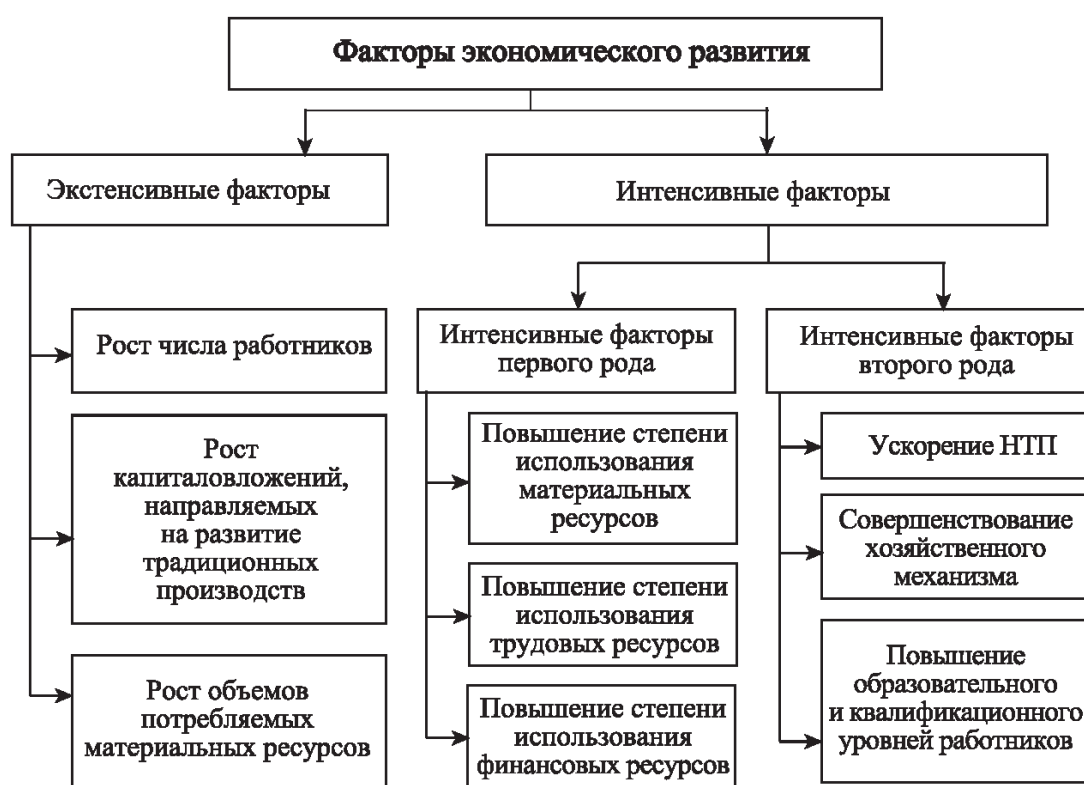 Факторы экономического развития
Экстенсивные факторы
Интенсивные факторы
Рост числа работников
Рост
капиталовложений,
направляемых
на развитие
традиционных
производств
Рост объемов
потребляемых
материальных ресурсов
Интенсивные факторы
первого рода
Повышение степени
использования
материальных
ресурсов
Повышение степени
использования
трудовых ресурсов
Повышение степени
использования
финансовых ресурсов
Интенсивные факторы
второго рода
Ускорение НТП
Совершенствование
хозяйственного
механизма
Повышение
образовательного
и квалификационного
уровней работников